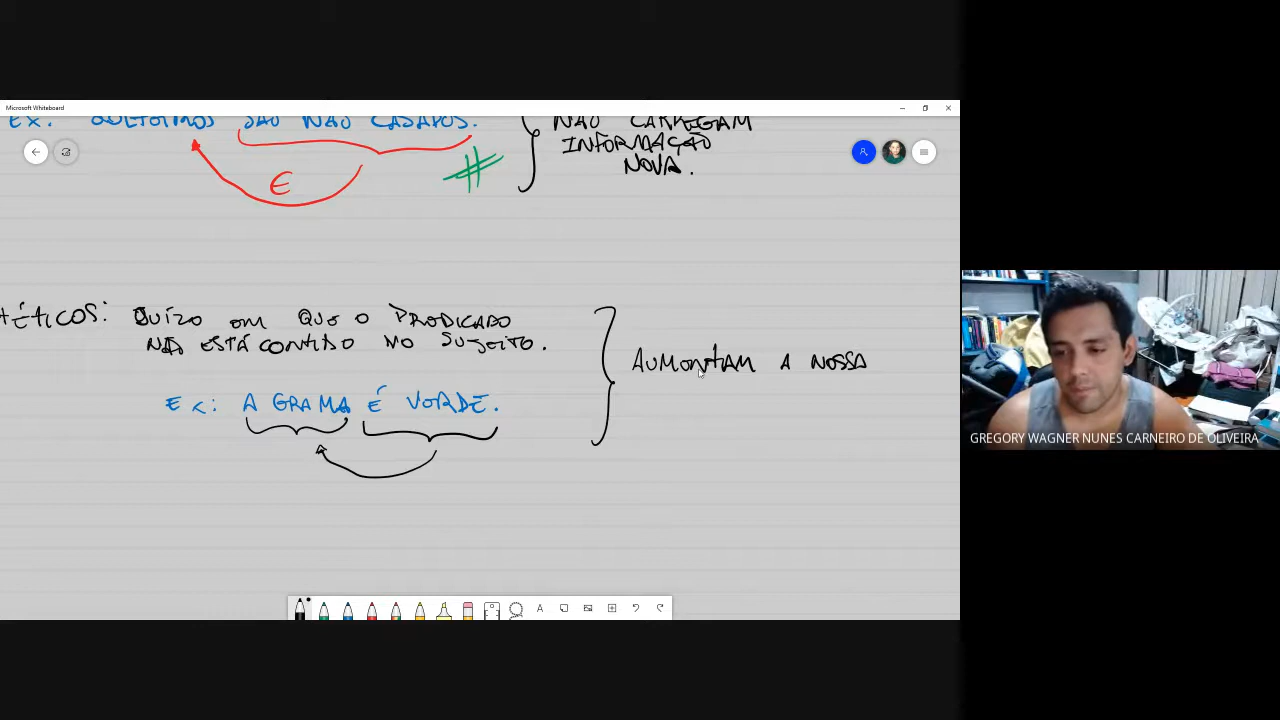 Microsoft Whiteboard
EX: SOLTEIROS SÃO NÃO CASADOS.
NÃO CARREGAM
INFORMAÇÃO
NOVA.
E
TÉTICOS: JUÍZO EM QUE O PREDICADO
NÃO ESTÁ CONTIDO NO SUJEITO.
AUMENTAM A NOSSA
EX: A GRAMA É VERDE.
GREGORY WAGNER NUNES CARNEIRO DE OLIVEIRA